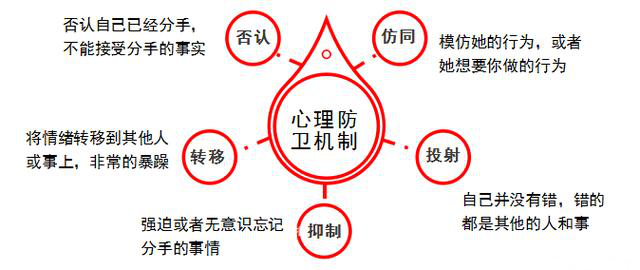 否认自己已经分手，
不能接受分手的事实
否认
仿同
模仿她的行为，或者
她想要你做的行为
心理防
卫机制
将情绪转移到其他人
或事上，非常的暴躁
转移
投射
自己并没有错，错的
都是其他的人和事
强迫或者无意识忘记
分手的事情
抑制